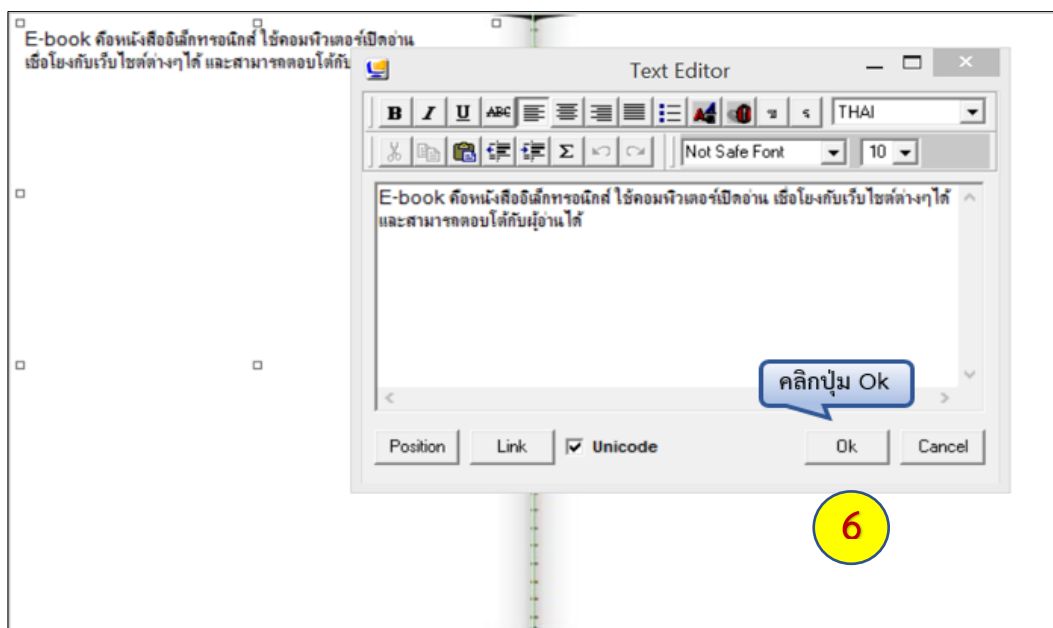 E-book คือหนังสืออิเล็กทรอนิกส์ ใช้คอมพิวเตอร์เปิดอ่าน
เชื่อโยงกับเว็บไซต์ต่างๆได้ และสามารถตอบโต้กับ
Text Editor
B I U ABC THAI
Σ Not Safe Font 10
E-book คือหนังสืออิเล็กทรอนิกส์ ใช้คอมพิวเตอร์เปิดอ่าน เชื่อโยงกับเว็บไซต์ต่างๆได้
และสามารถตอบโต้กับผู้อ่านได้
คลิกปุ่ม Ok
Position Link Unicode Ok Cancel
6